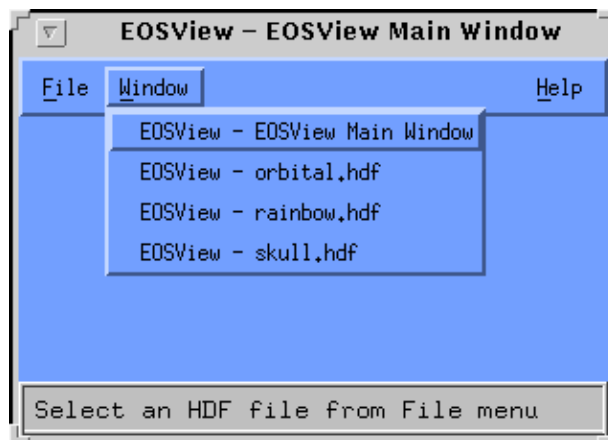 EOSView - EOSView Main Window
File Window Help
EOSView - EOSView Main Window
EOSView - orbital.hdf
EOSView - rainbow.hdf
EOSView - skull.hdf
Select an HDF file from File menu